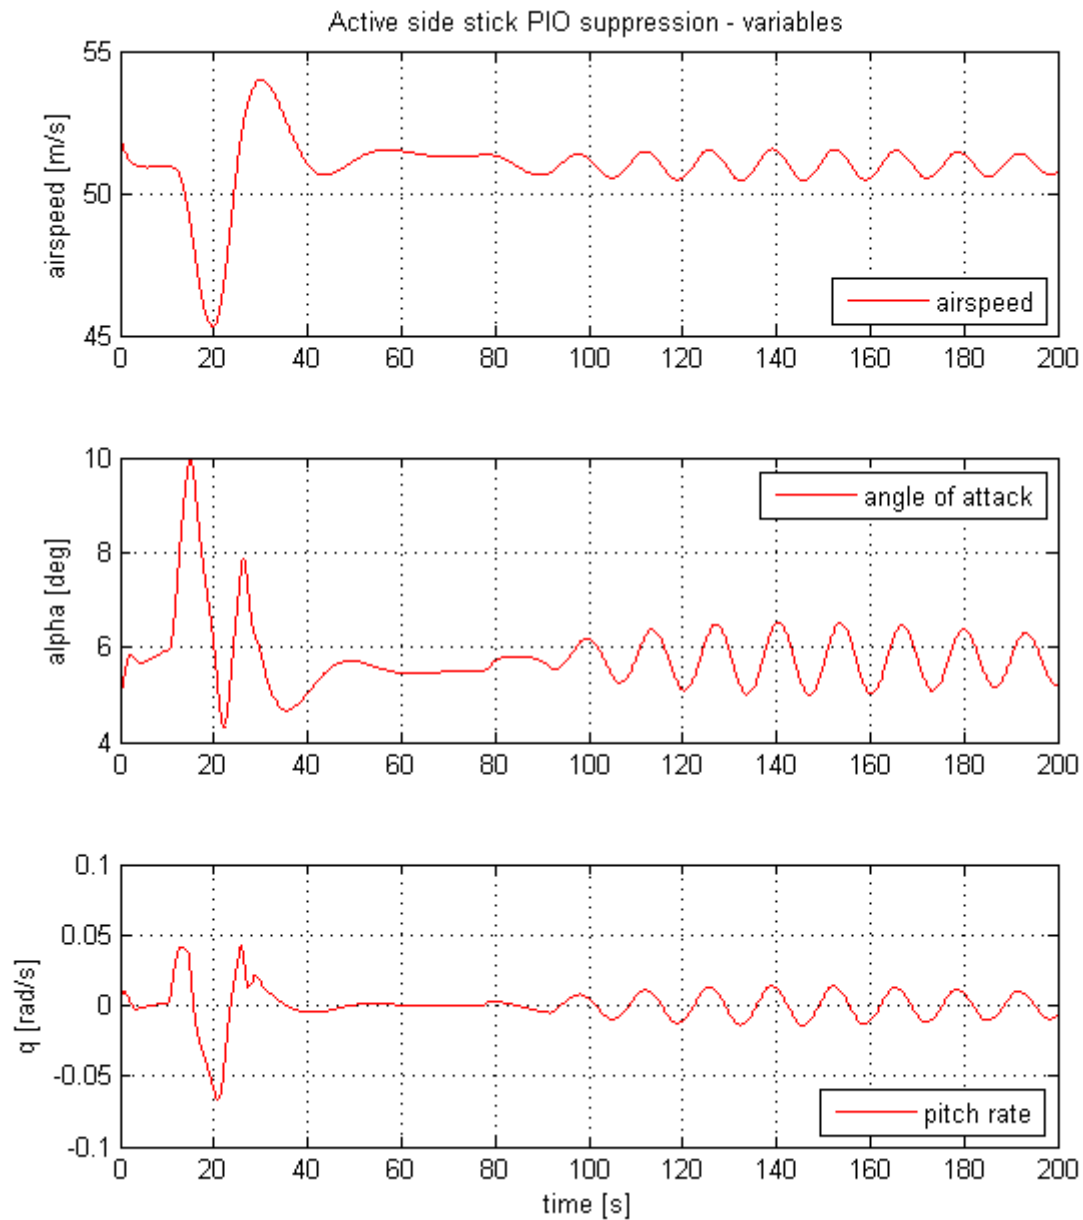 Active side stick PIO suppression - variables
55
50
45
airspeed [m/s]
airspeed
0 20 40 60 80 100 120 140 160 180 200
10
8
6
4
alpha [deg]
angle of attack
0 20 40 60 80 100 120 140 160 180 200
0.1
0.05
0
-0.05
-0.1
q [rad/s]
pitch rate
0 20 40 60 80 100 120 140 160 180 200
time [s]